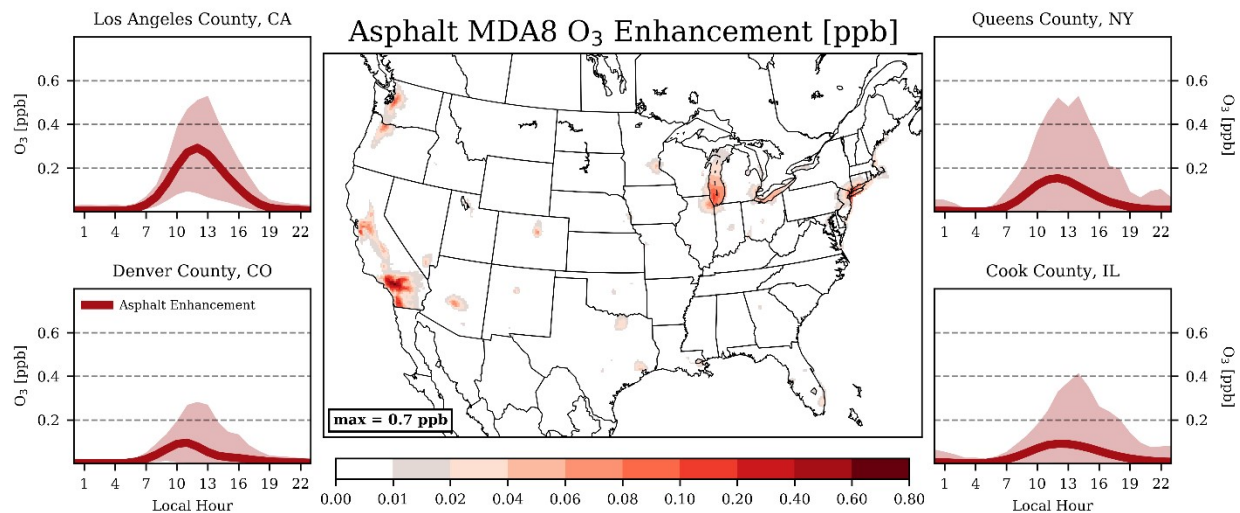 Los Angeles County, CA
0.6
0.4
0.2
O₃ [ppb]
1 4 7 10 13 16 19 22
Denver County, CO
Asphalt Enhancement
0.6
0.4
0.2
O₃ [ppb]
1 4 7 10 13 16 19 22
Local Hour
Asphalt MDA8 O₃ Enhancement [ppb]
max = 0.7 ppb
0.00 0.01 0.02 0.04 0.06 0.08 0.10 0.20 0.40 0.60 0.80
Queens County, NY
0.6
0.4
0.2
O₃ [ppb]
1 4 7 10 13 16 19 22
Cook County, IL
0.6
0.4
0.2
O₃ [ppb]
1 4 7 10 13 16 19 22
Local Hour